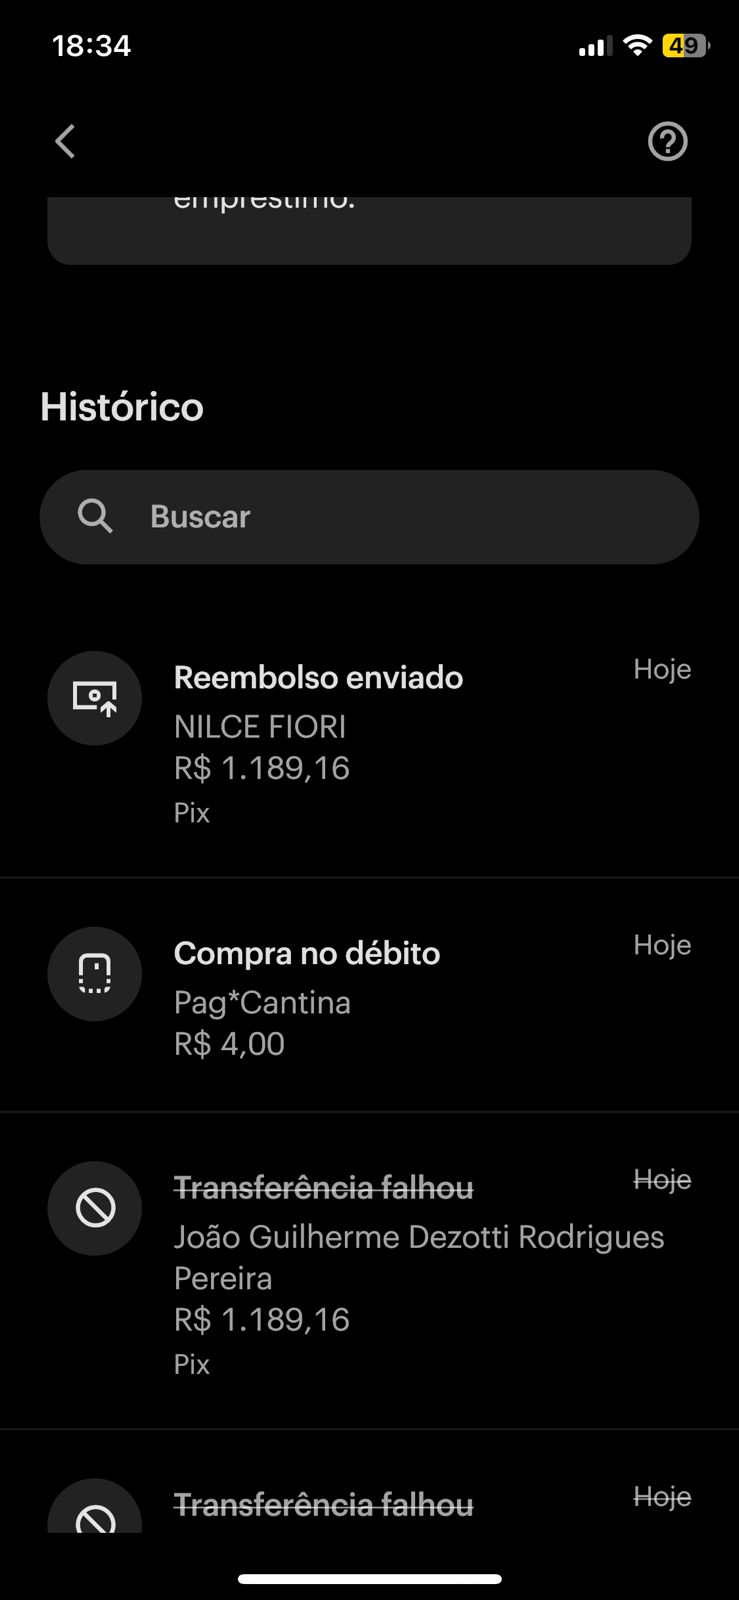 18:34
49
empréstimo.
Histórico
Buscar
Reembolso enviado
Hoje
NILCE FIORI
R$ 1.189,16
Pix
Compra no débito
Hoje
Pag*Cantina
R$ 4,00
Transferência falhou
Hoje
João Guilherme Dezotti Rodrigues
Pereira
R$ 1.189,16
Pix
Transferência falhou
Hoje